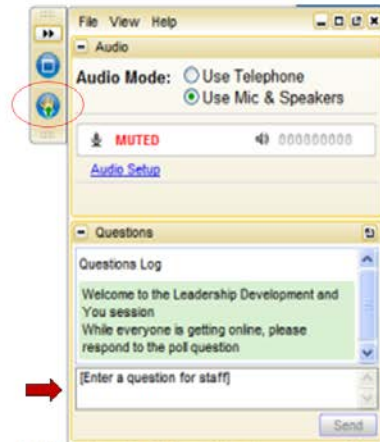 File View Help
Audio
Audio Mode: Use Telephone
Use Mic & Speakers
MUTED 000000000
Audio Setup
Questions
Questions Log
Welcome to the Leadership Development and
You session
While everyone is getting online, please
respond to the poll question
[Enter a question for staff]
Send